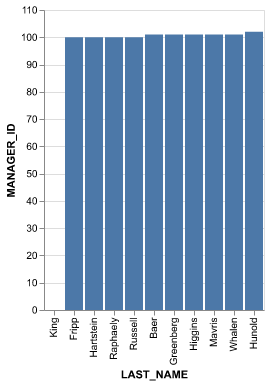 110
100
90
80
70
60
50
40
30
20
10
0
MANAGER_ID
King
Fripp
Hartstein
Raphaely
Russell
Baer
Greenberg
Higgins
Mavris
Whalen
Hunold
LAST_NAME